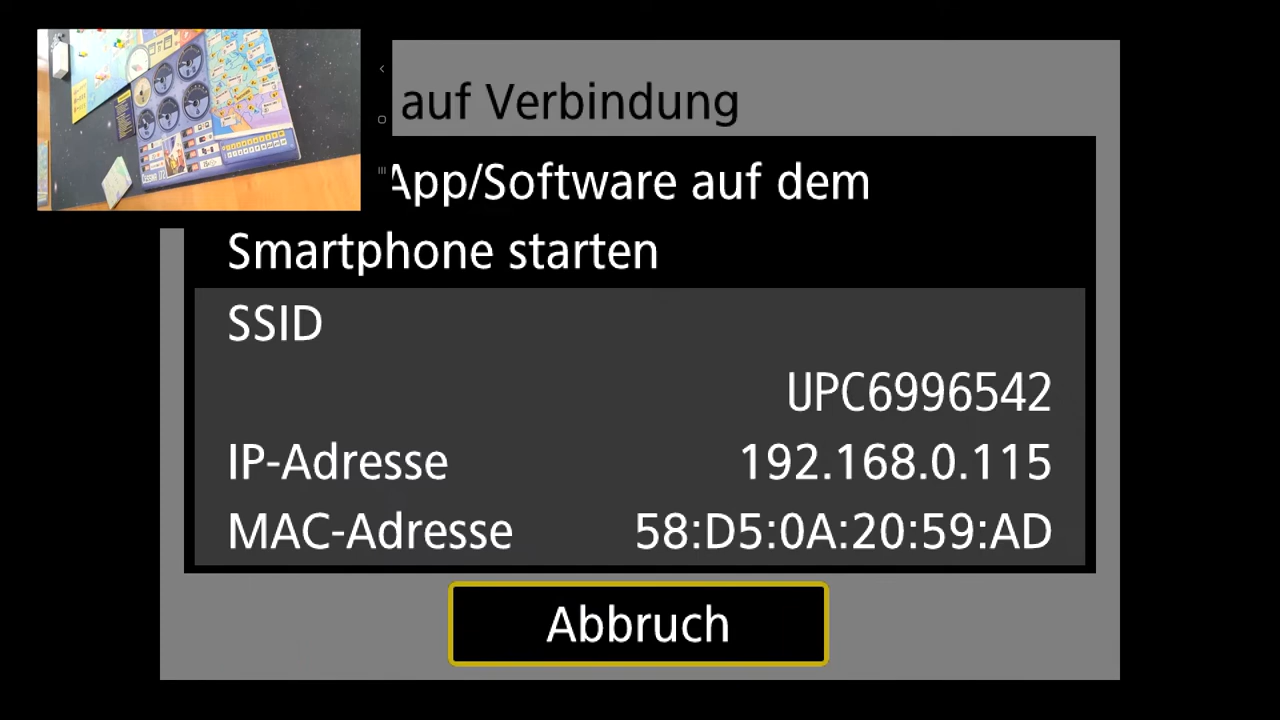 auf Verbindung
App/Software auf dem
Smartphone starten
SSID
UPC6996542
IP-Adresse 192.168.0.115
MAC-Adresse 58:D5:0A:20:59:AD
Abbruch